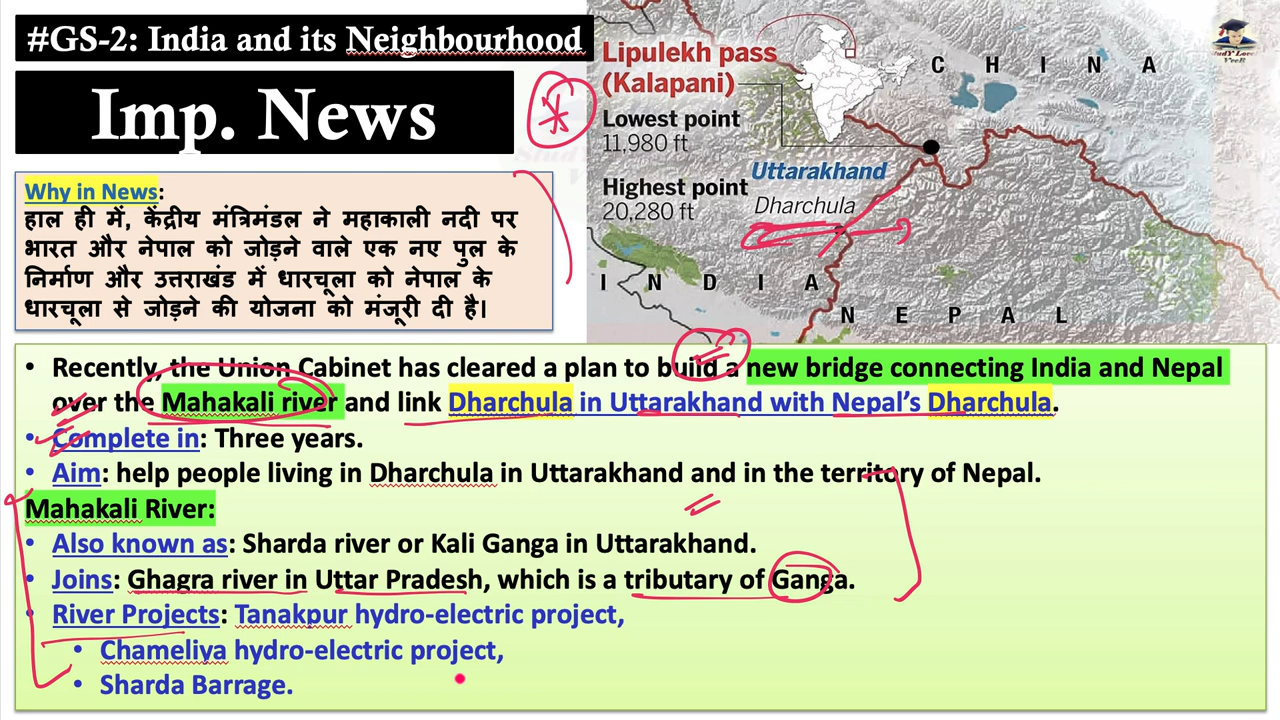 #GS-2: India and its Neighbourhood
Imp. News
Why in News:
हाल ही में, केंद्रीय मंत्रिमंडल ने महाकाली नदी पर
भारत और नेपाल को जोड़ने वाले एक नए पुल के
निर्माण और उत्तराखंड में धारचूला को नेपाल के
धारचूला से जोड़ने की योजना को मंजूरी दी है।
Lipulekh pass
(Kalapani)
Lowest point
11,980 ft
Highest point
20,280 ft
CHINA
Uttarakhand
Dharchula
INDIA
NEPAL
• Recently, the Union Cabinet has cleared a plan to build a new bridge connecting India and Nepal
over the Mahakali river and link Dharchula in Uttarakhand with Nepal’s Dharchula.
• Complete in: Three years.
• Aim: help people living in Dharchula in Uttarakhand and in the territory of Nepal.
Mahakali River:
• Also known as: Sharda river or Kali Ganga in Uttarakhand.
• Joins: Ghagra river in Uttar Pradesh, which is a tributary of Ganga.
• River Projects: Tanakpur hydro-electric project,
• Chameliya hydro-electric project,
• Sharda Barrage.